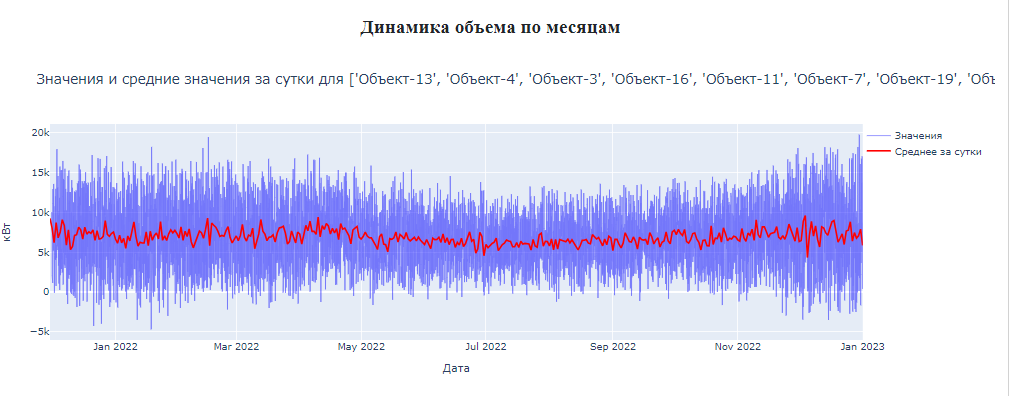 Динамика объема по месяцам
Значения и средние значения за сутки для ['Объект-13', 'Объект-4', 'Объект-3', 'Объект-16', 'Объект-11', 'Объект-7', 'Объект-19', 'Объ
20k
15k
10k
5k
0
−5k
кВт
Jan 2022
Mar 2022
May 2022
Jul 2022
Sep 2022
Nov 2022
Jan 2023
Дата
Значения
Среднее за сутки